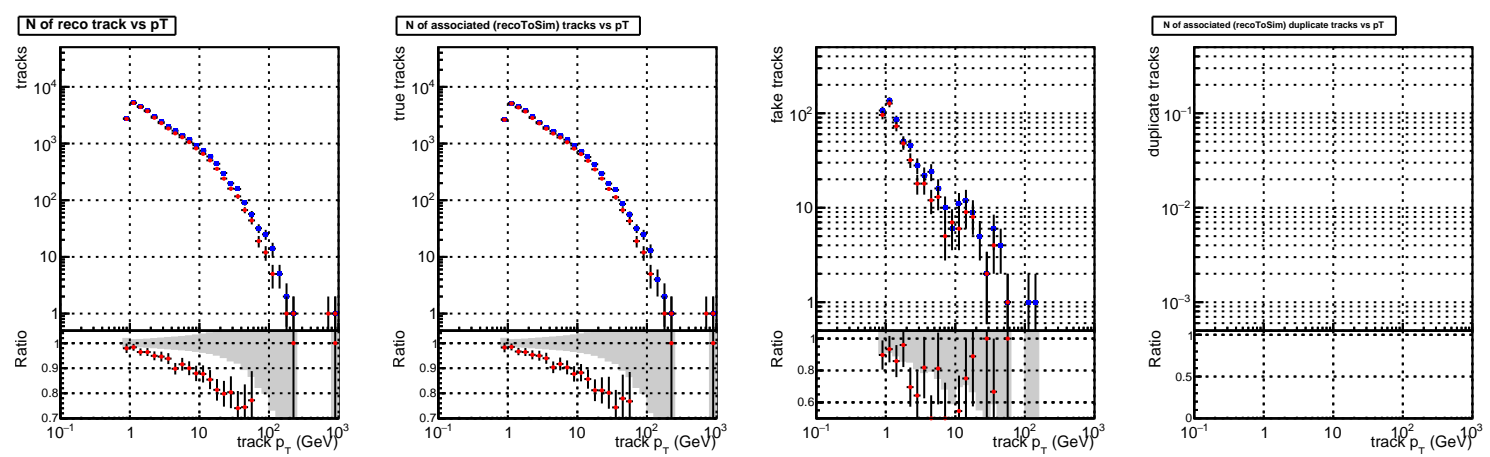 N of reco track vs pT
tracks
10^4
10^3
10^2
10
1
Ratio
1
0.9
0.8
0.7
10^-1 1 10 10^2 10^3
track p_T (GeV)
N of associated (recoToSim) tracks vs pT
true tracks
10^4
10^3
10^2
10
1
Ratio
1
0.9
0.8
0.7
10^-1 1 10 10^2 10^3
track p_T (GeV)
fake tracks
10^2
10
1
Ratio
1
0.8
0.6
10^-1 1 10 10^2 10^3
track p_T (GeV)
N of associated (recoToSim) duplicate tracks vs pT
duplicate tracks
10^-1
10^-2
10^-3
Ratio
1
0.5
0
10^-1 1 10 10^2 10^3
track p_T (GeV)